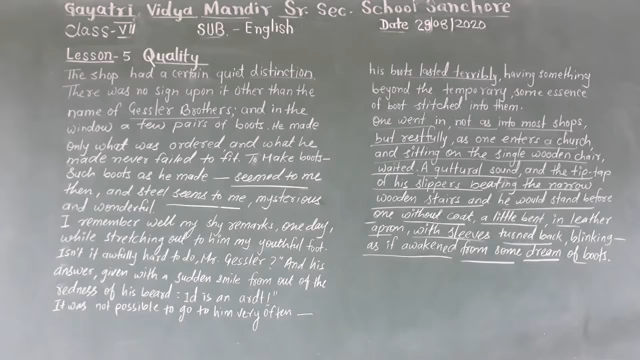 Gayatri Vidya Mandir Sr. Sec. School Sanchore
Class-VII SUB.- English Date 29/08/2020
Lesson-5 Quality
The shop had a certain quiet distinction.
There was no sign upon it other than the
name of Gessler Brothers; and in the
window a few pairs of boots. He made
only what was ordered, and what he
made never failed to fit. To Make boots-
Such boots as he made - seemed to me
then, and steel seems to me, mysterious
and wonderful
I remember well my shy remarks, one day,
while stretching out to him my youthful foot.
Isn't it awfully hard to do, Mr. Gessler? "And his
answer, given with a sudden smile from out of the
redness of his beard: Id is an ardt!"
It was not possible to go to him very often —
his buts lasted terribly, having something
beyond the temporary, some essence
of boot stitched into them.
One went in, not as into most shops,
but restfully, as one enters a church,
and sitting on the single wooden chair,
waited. A guttural sound, and the tip-tap
of his slippers beating the narrow
wooden stairs and he would stand before
one without coat, a little bent, in leather
apron, with sleeves turned back, blinking-
as if awakened from some dream of boots.